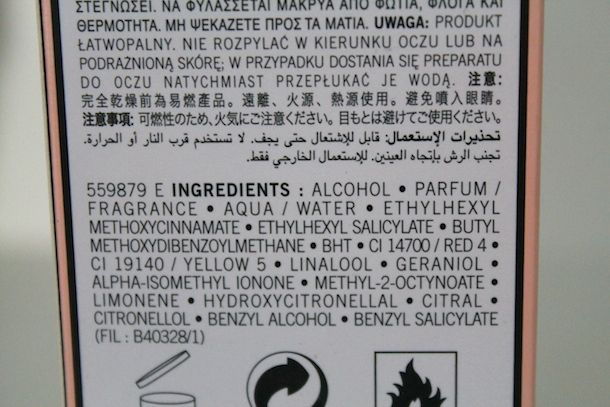 ΣΤΕΓΝΩΣΕΙ. ΝΑ ΦΥΛΑΣΣΕΤΑΙ ΜΑΚΡΥΑ ΑΠΟ ΦΩΤΙΑ, ΦΛΟΓΑ ΚΑΙ
ΘΕΡΜΟΤΗΤΑ. ΜΗ ΨΕΚΑΖΕΤΕ ΠΡΟΣ ΤΑ ΜΑΤΙΑ. UWAGA: PRODUKT
ŁATWOPALNY. NIE ROZPYLAĆ W KIERUNKU OCZU LUB NA
PODRAŻNIONĄ SKÓRĘ; W PRZYPADKU DOSTANIA SIĘ PREPARATU
DO OCZU NATYCHMIAST PRZEPŁUKAĆ JE WODĄ. 注意:
完全乾燥前為易燃產品。遠離、火源、熱源使用。避免噴入眼睛。
注意事項: 可燃性のため、火気にご注意ください。目もとは避けてご使用ください。
تحذيرات الإستعمال: قابل للإشتعال حتى يجف. لا تستخدم قرب النار أو الحرارة.
تجنب الرش بإتجاه العينين. للإستعمال الخارجي فقط.
559879 E INGREDIENTS : ALCOHOL • PARFUM /
FRAGRANCE • AQUA / WATER • ETHYLHEXYL
METHOXYCINNAMATE • ETHYLHEXYL SALICYLATE • BUTYL
METHOXYDIBENZOYLMETHANE • BHT • CI 14700 / RED 4 •
CI 19140 / YELLOW 5 • LINALOOL • GERANIOL •
ALPHA-ISOMETHYL IONONE • METHYL-2-OCTYNOATE •
LIMONENE • HYDROXYCITRONELLAL • CITRAL •
CITRONELLOL • BENZYL ALCOHOL • BENZYL SALICYLATE
(FIL : B40328/1)